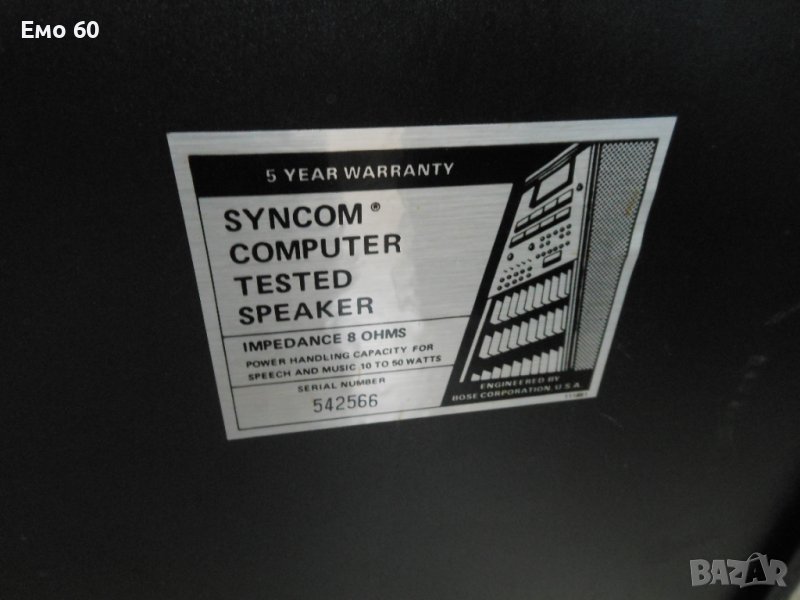 Емо 60
5 YEAR WARRANTY
SYNCOM®
COMPUTER
TESTED
SPEAKER
IMPEDANCE 8 OHMS
POWER HANDLING CAPACITY FOR
SPEECH AND MUSIC 10 TO 50 WATTS
SERIAL NUMBER
542566
ENGINEERED BY
BOSE CORPORATION, U.S.A.
BAZAR